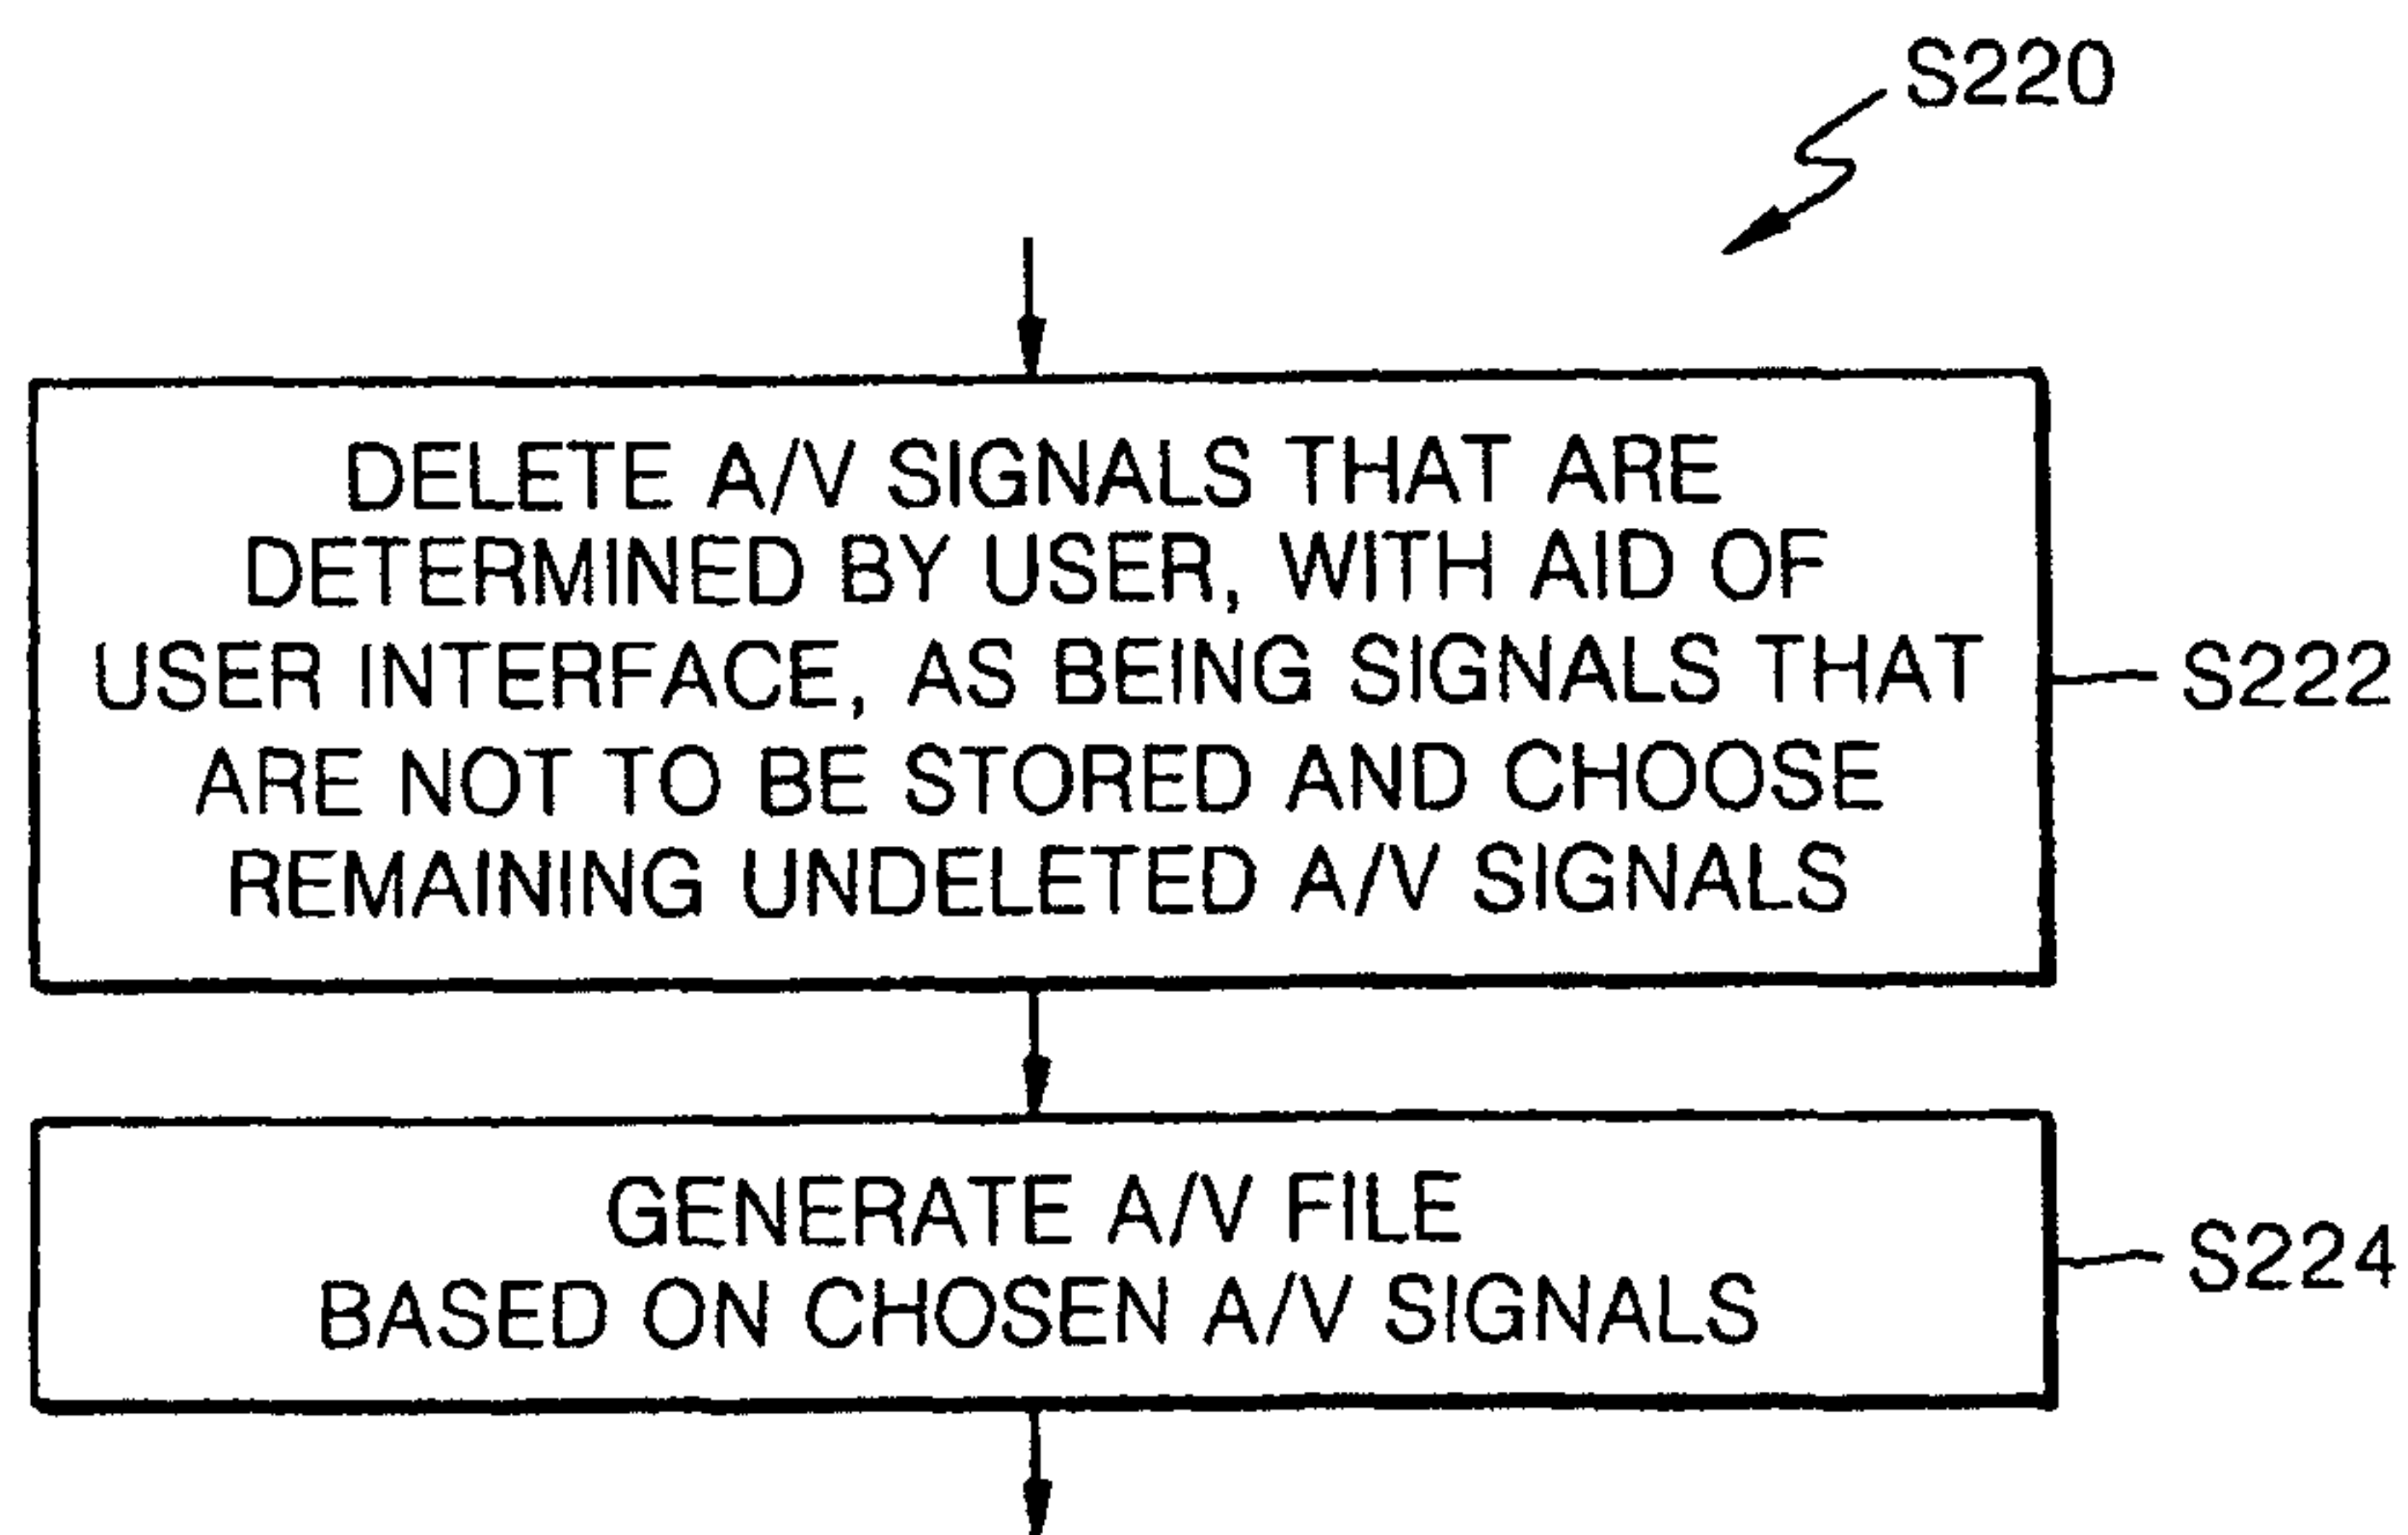 S220
DELETE A/V SIGNALS THAT ARE
DETERMINED BY USER, WITH AID OF
USER INTERFACE, AS BEING SIGNALS THAT
ARE NOT TO BE STORED AND CHOOSE
REMAINING UNDELETED A/V SIGNALS
S222
GENERATE A/V FILE
BASED ON CHOSEN A/V SIGNALS
S224